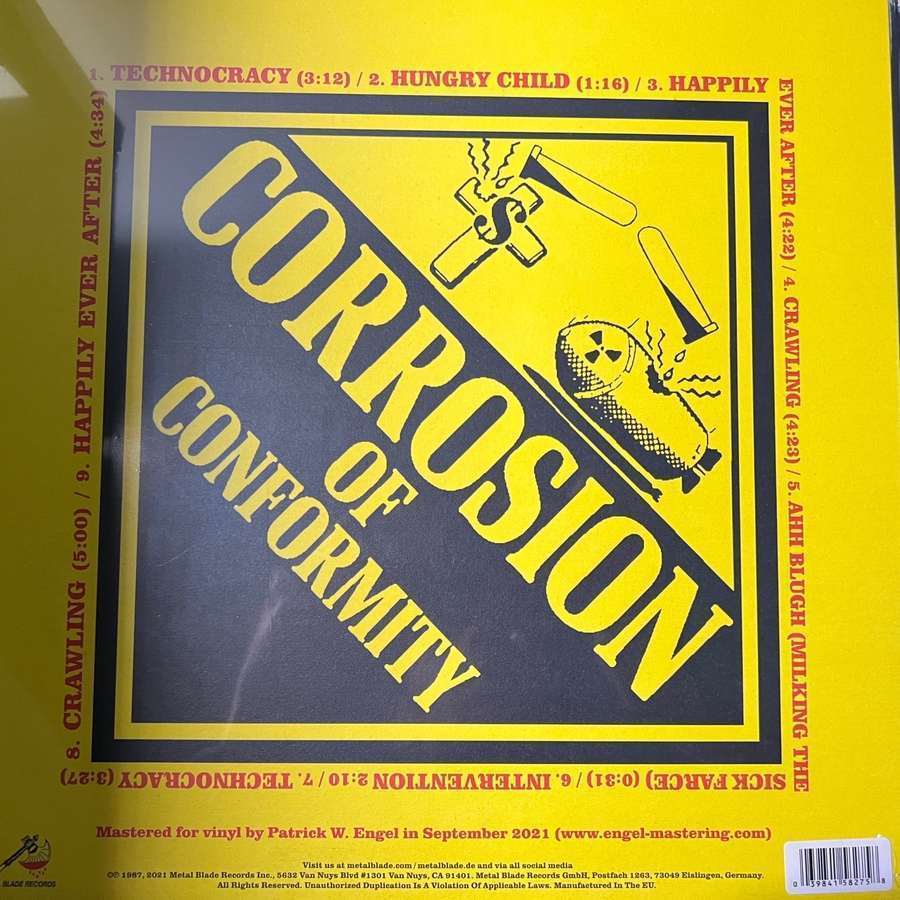 1. TECHNOCRACY (3:12) / 2. HUNGRY CHILD (1:16) / 3. HAPPILY
EVER AFTER (4:22) / 4. CRAWLING (4:23) / 5. AHH BLUGH (MILKING THE
SICK FARCE) (0:31) / 6. INTERVENTION 2:10 / 7. TECHNOCRACY (3:27)
8. CRAWLING (5:00) / 9. HAPPILY EVER AFTER (4:34)
CORROSION
OF
CONFORMITY
$
Mastered for vinyl by Patrick W. Engel in September 2021 (www.engel-mastering.com)
BLADE RECORDS
Visit us at metalblade.com/metalblade.de and via all social media
©℗ 1987, 2021 Metal Blade Records Inc., 5632 Van Nuys Blvd #1301 Van Nuys, CA 91401. Metal Blade Records GmbH, Postfach 1263, 73049 Eislingen, Germany.
All Rights Reserved. Unauthorized Duplication Is A Violation Of Applicable Laws. Manufactured In The EU.
0 39841 58275 8